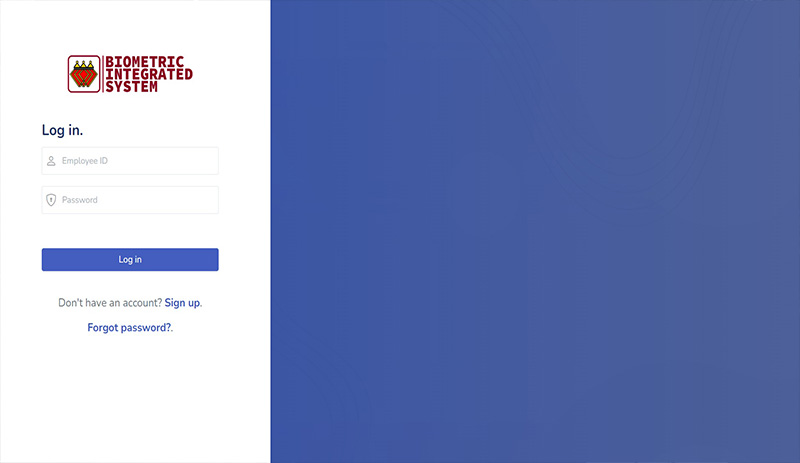 BIOMETRIC
INTEGRATED
SYSTEM
Log in.
Employee ID
Password
Log in
Don't have an account? Sign up.
Forgot password?.